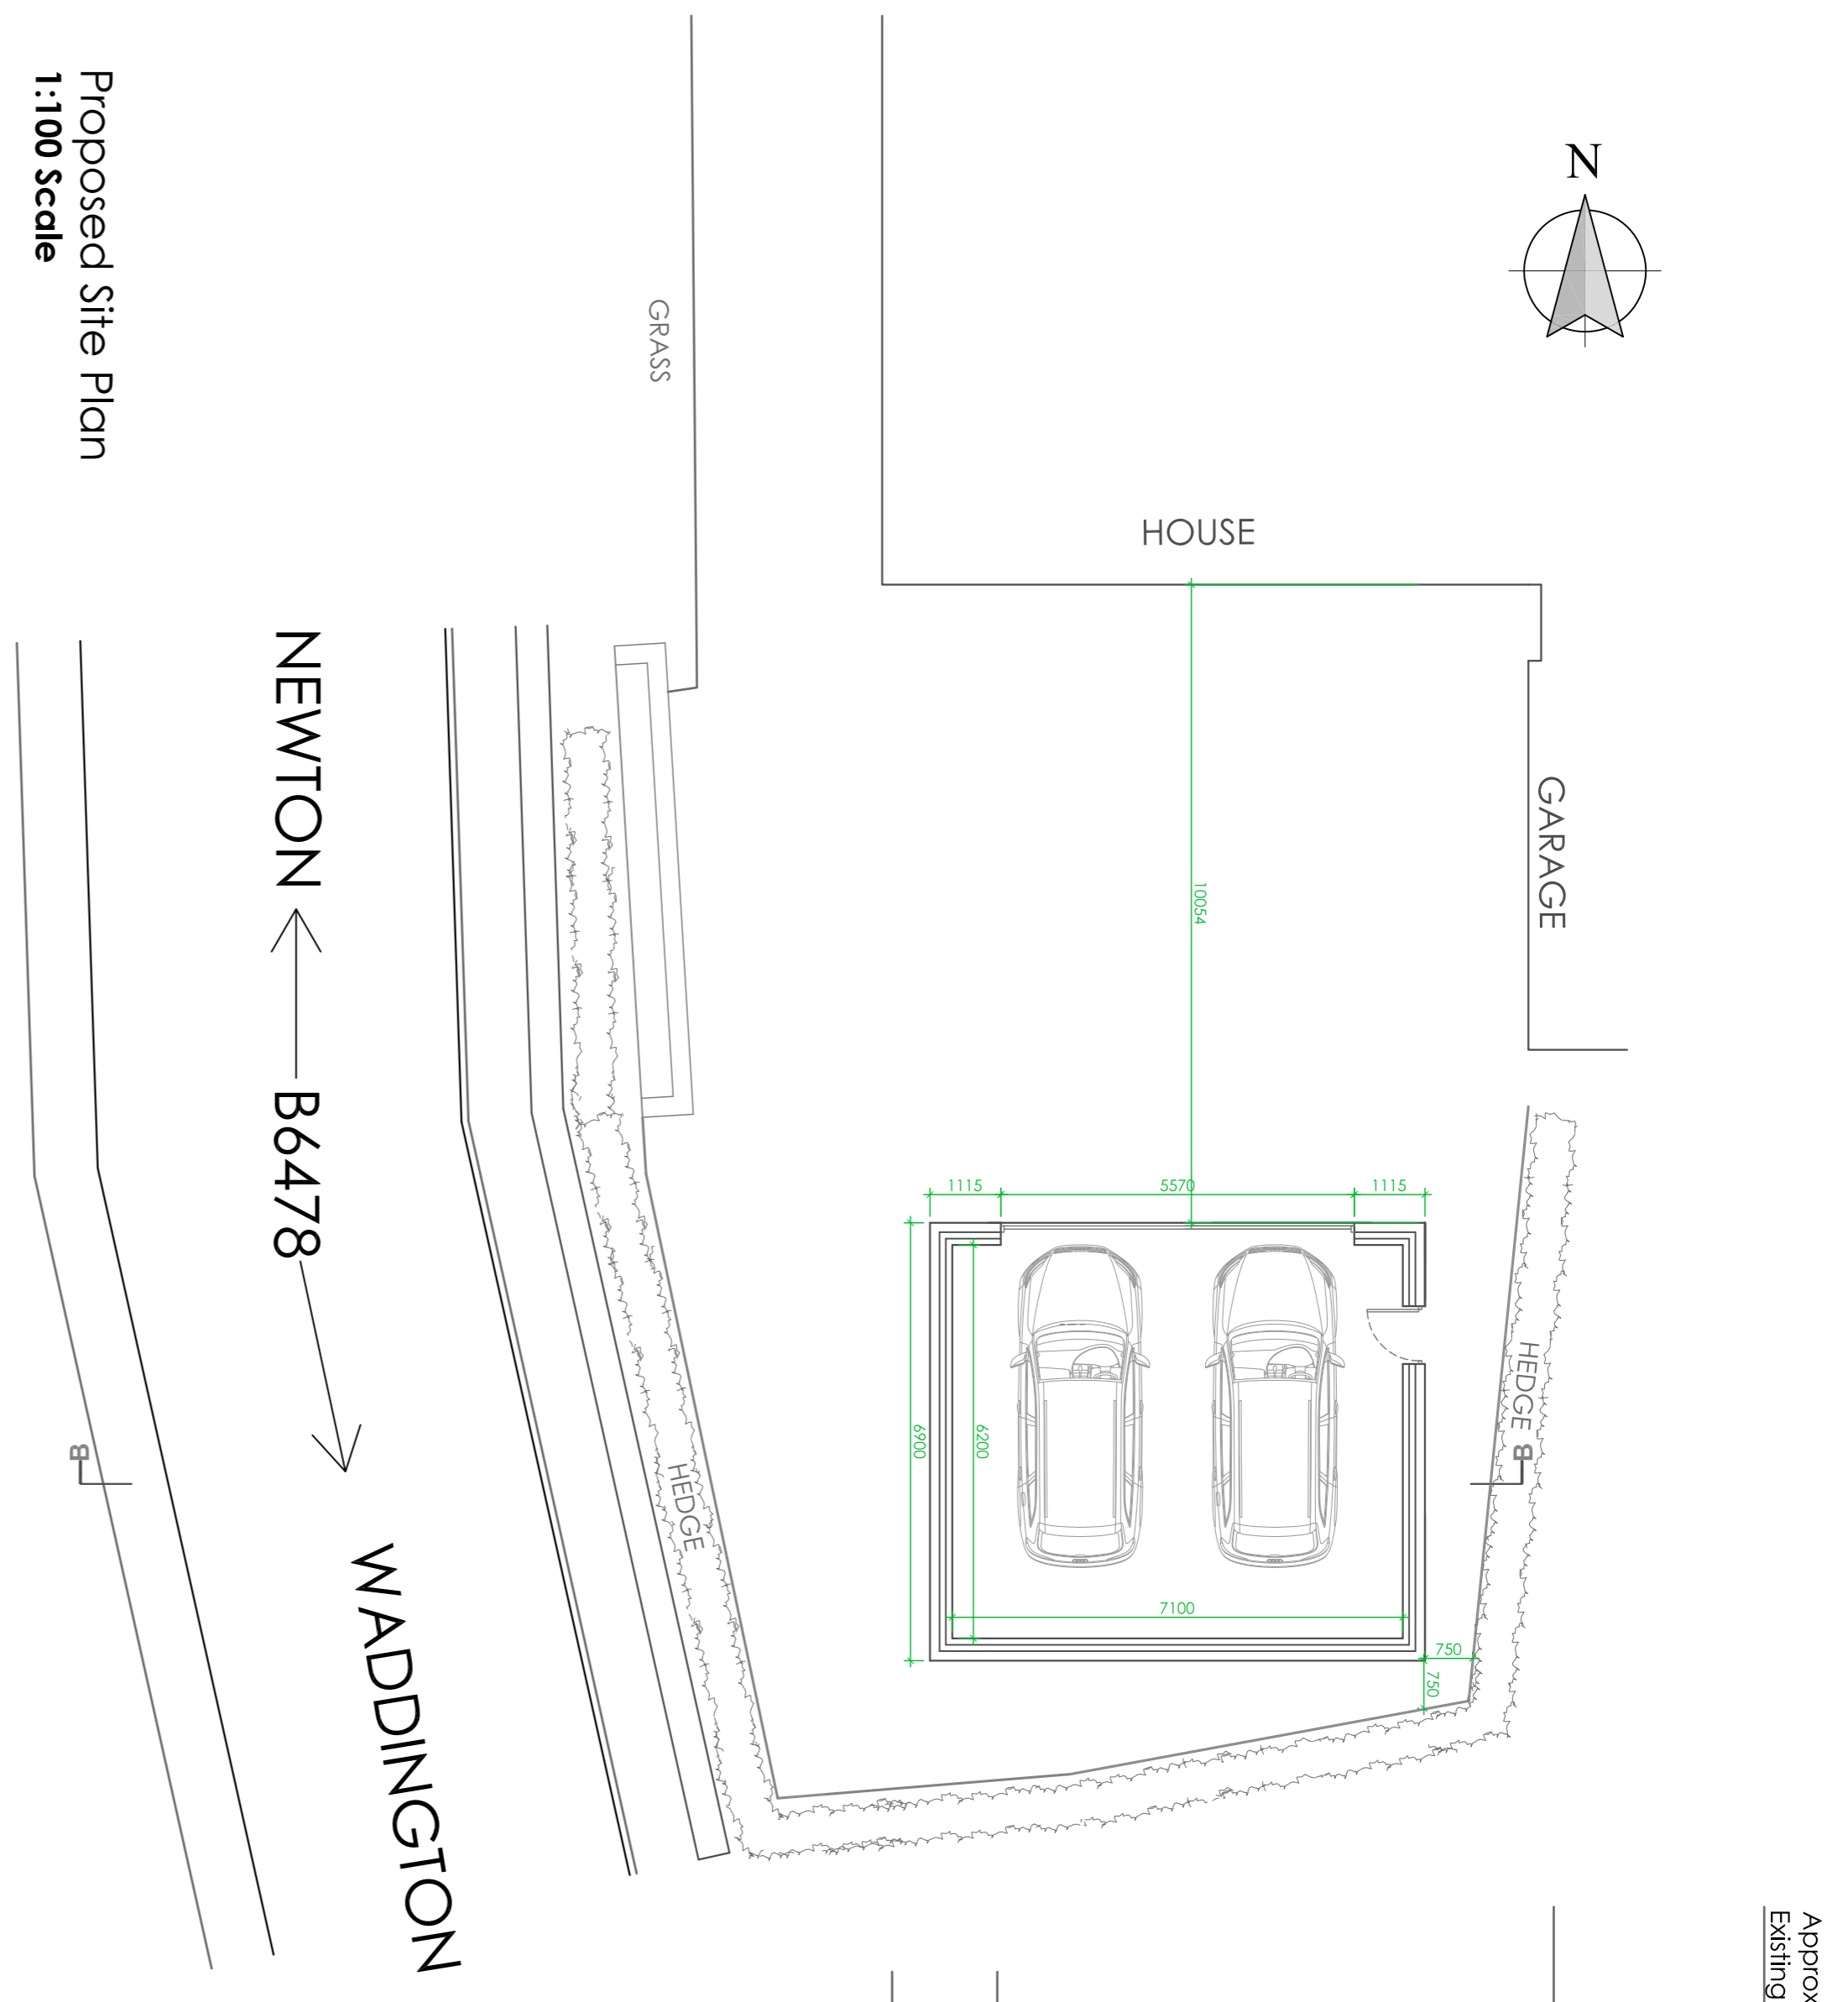 Proposed Site Plan
1:100 Scale
N
GRASS
HOUSE
GARAGE
NEWTON
B6478
WADDINGTON
10054
1115
5570
1115
6900
6200
7100
750
750
HEDGE
HEDGE
B
B
Approx
Existing